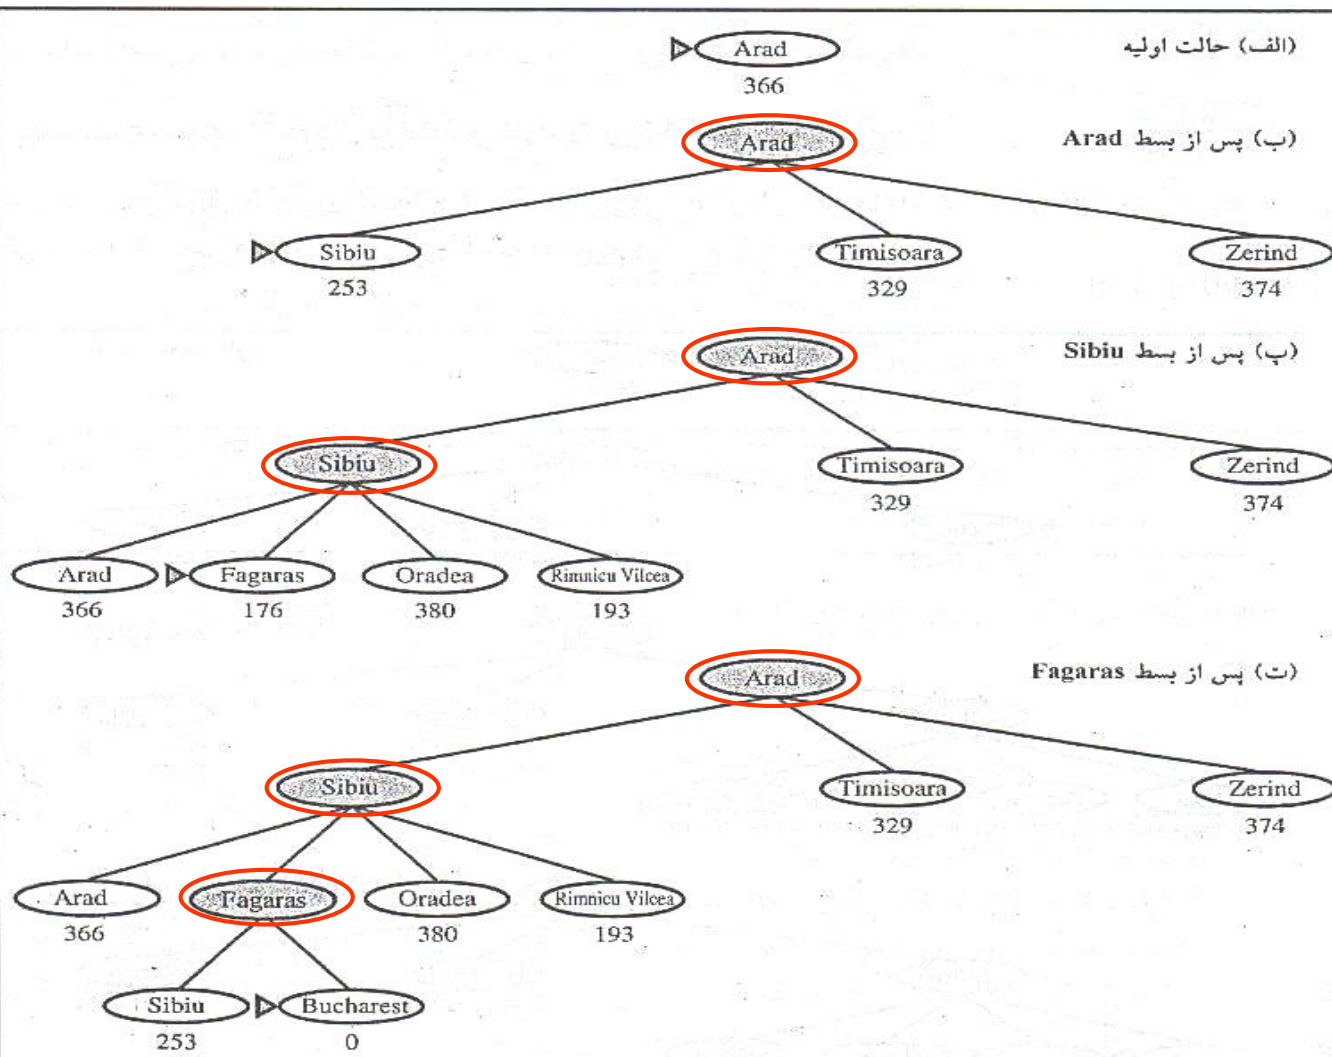 (الف) حالت اولیه
Arad
366
(ب) پس از بسط Arad
Arad
Sibiu Timisoara Zerind
253 329 374
(پ) پس از بسط Sibiu
Arad
Sibiu Timisoara Zerind
329 374
Arad Fagaras Oradea Rimnicu Vilcea
366 176 380 193
(ت) پس از بسط Fagaras
Arad
Sibiu Timisoara Zerind
329 374
Arad Fagaras Oradea Rimnicu Vilcea
366 380 193
Sibiu Bucharest
253 0